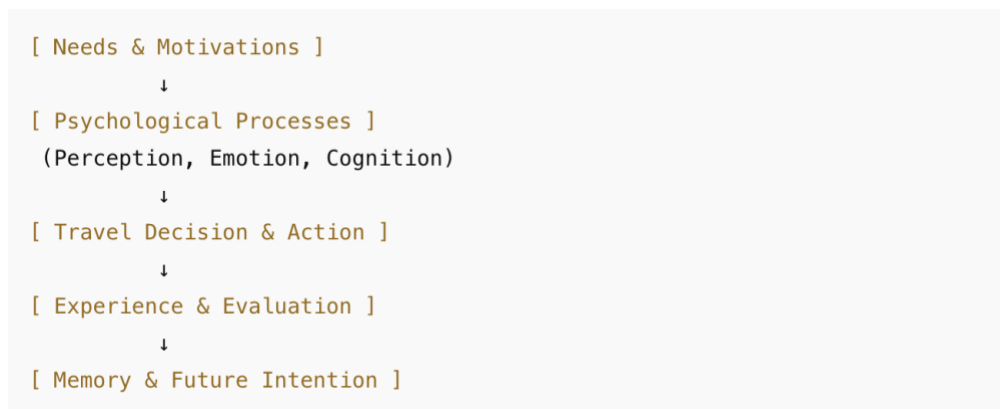 [ Needs & Motivations ]
↓
[ Psychological Processes ]
(Perception, Emotion, Cognition)
↓
[ Travel Decision & Action ]
↓
[ Experience & Evaluation ]
↓
[ Memory & Future Intention ]